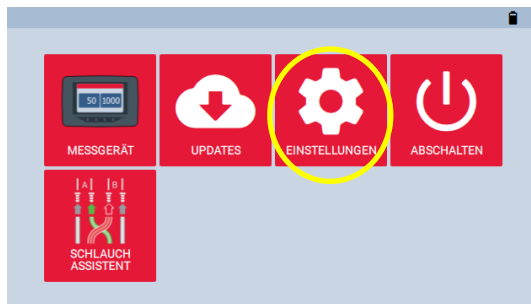 50 1000
MESSGERÄT
UPDATES
EINSTELLUNGEN
ABSCHALTEN
|A| |B|
SCHLAUCH
ASSISTENT